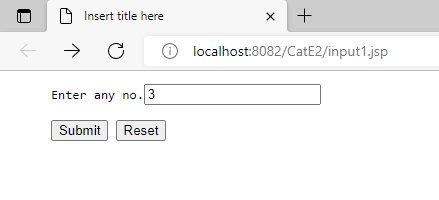 Insert title here
localhost:8082/CatE2/input1.jsp
Enter any no. 3
Submit Reset